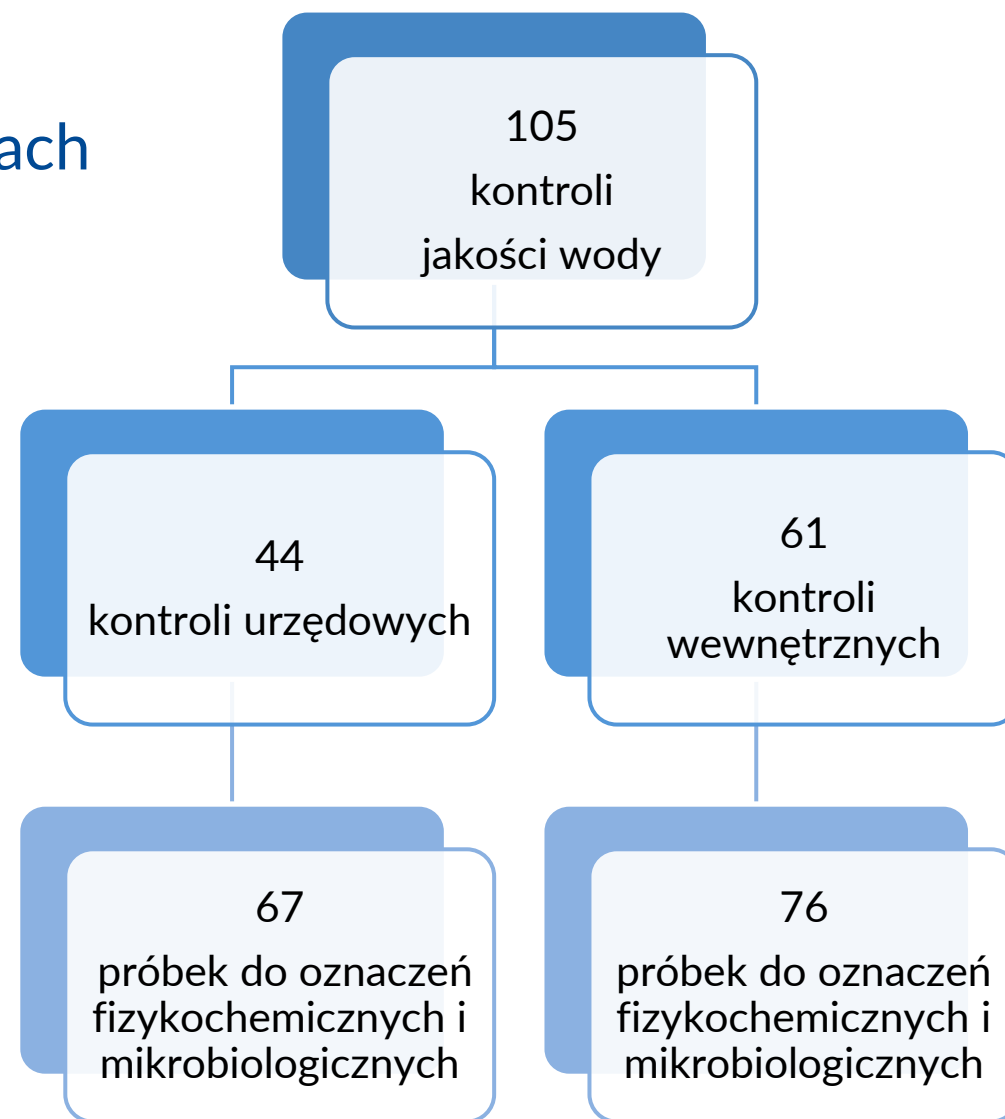 105
kontroli
jakości wody
44
kontroli urzędowych
61
kontroli
wewnętrznych
67
próbek do oznaczeń
fizykochemicznych i
mikrobiologicznych
76
próbek do oznaczeń
fizykochemicznych i
mikrobiologicznych